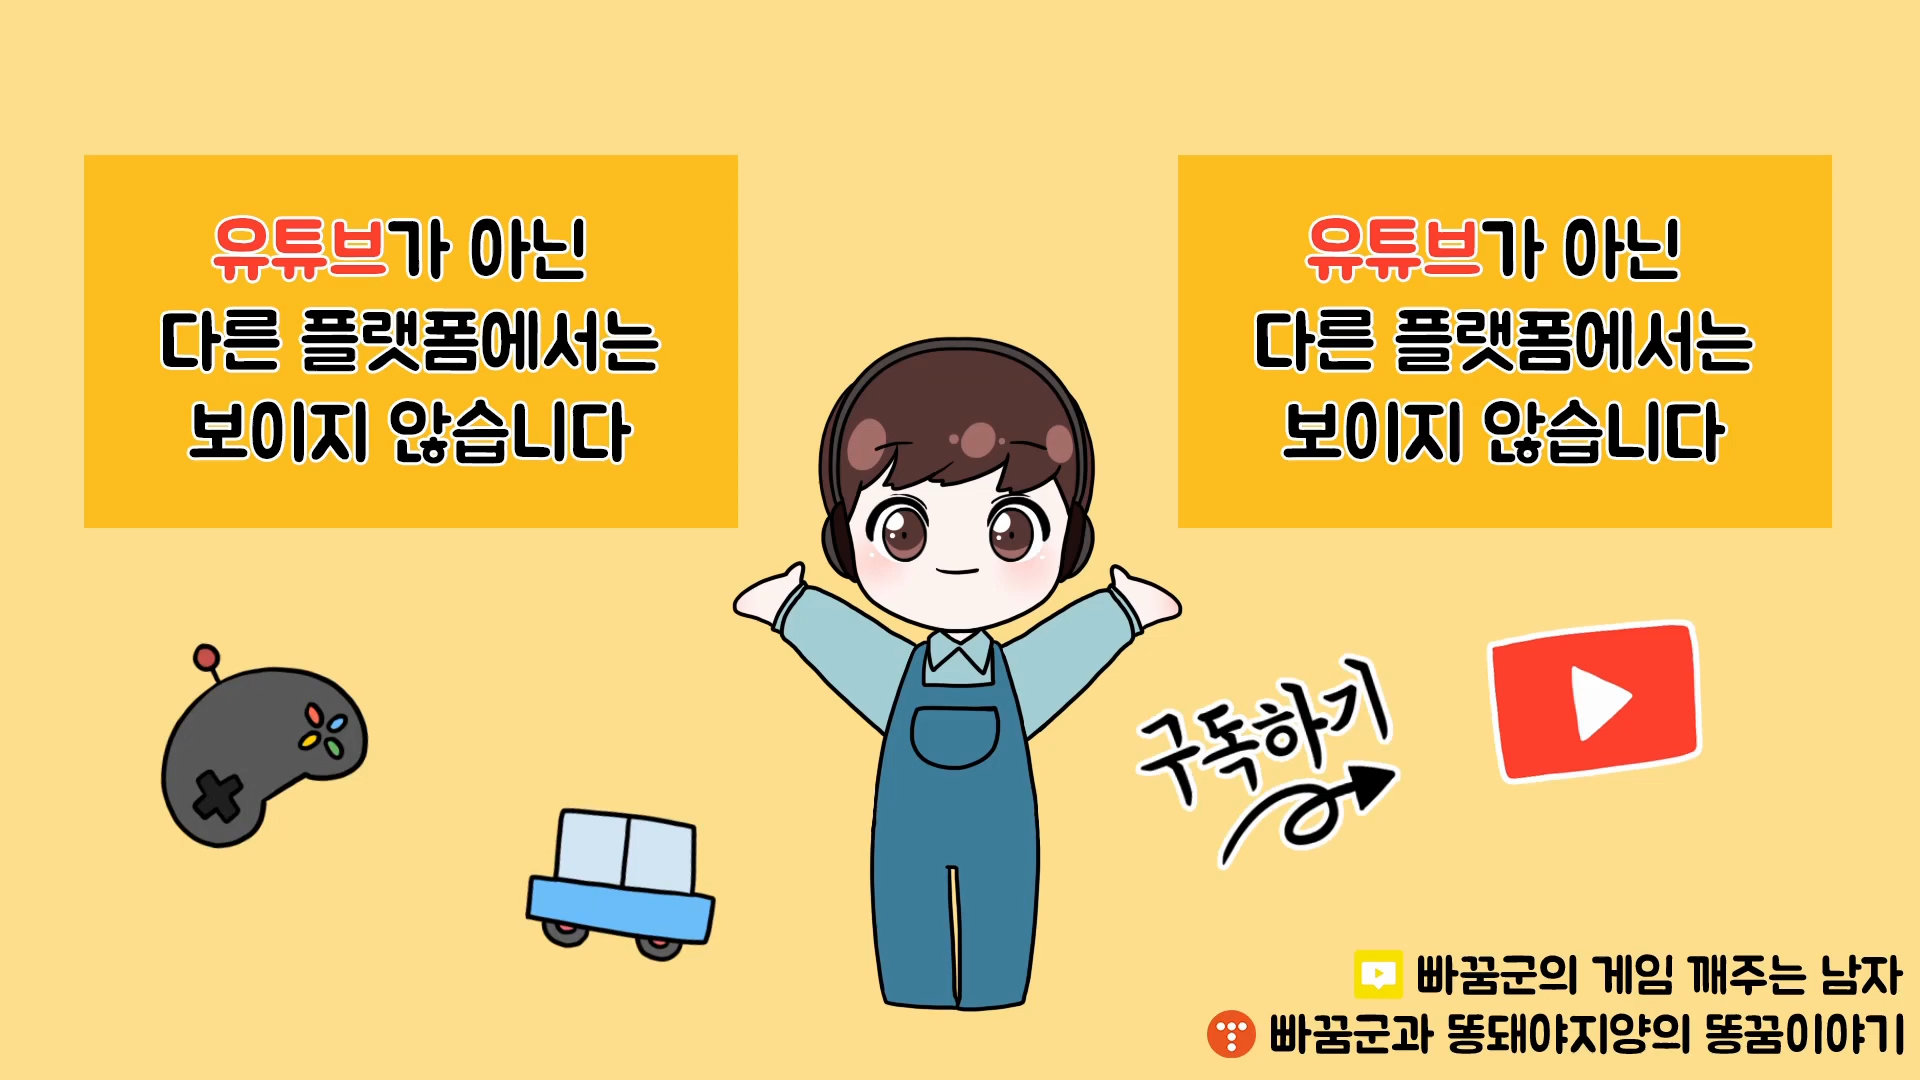 유튜브가 아닌
다른 플랫폼에서는
보이지 않습니다
유튜브가 아닌
다른 플랫폼에서는
보이지 않습니다
구독하기
빠꿈군의 게임 깨주는 남자
빠꿈군과 똥돼야지양의 똥꿈이야기